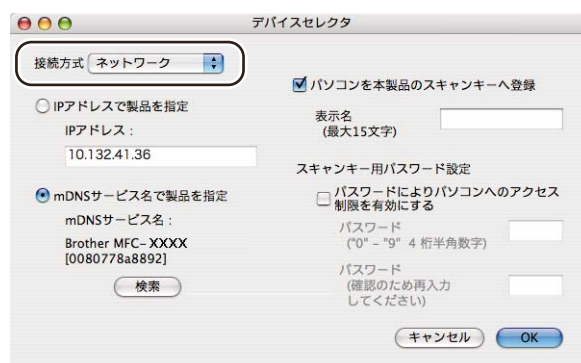 デバイスセレクタ
接続方式 ネットワーク
IPアドレスで製品を指定
IPアドレス：
10.132.41.36
mDNSサービス名で製品を指定
mDNSサービス名：
Brother MFC-XXXX
[0080778a8892]
検索
パソコンを本製品のスキャンキーへ登録
表示名
(最大15文字)
スキャンキー用パスワード設定
パスワードによりパソコンへのアクセス
制限を有効にする
パスワード
("0" – "9" 4 桁半角数字)
パスワード
(確認のため再入力
してください)
キャンセル OK